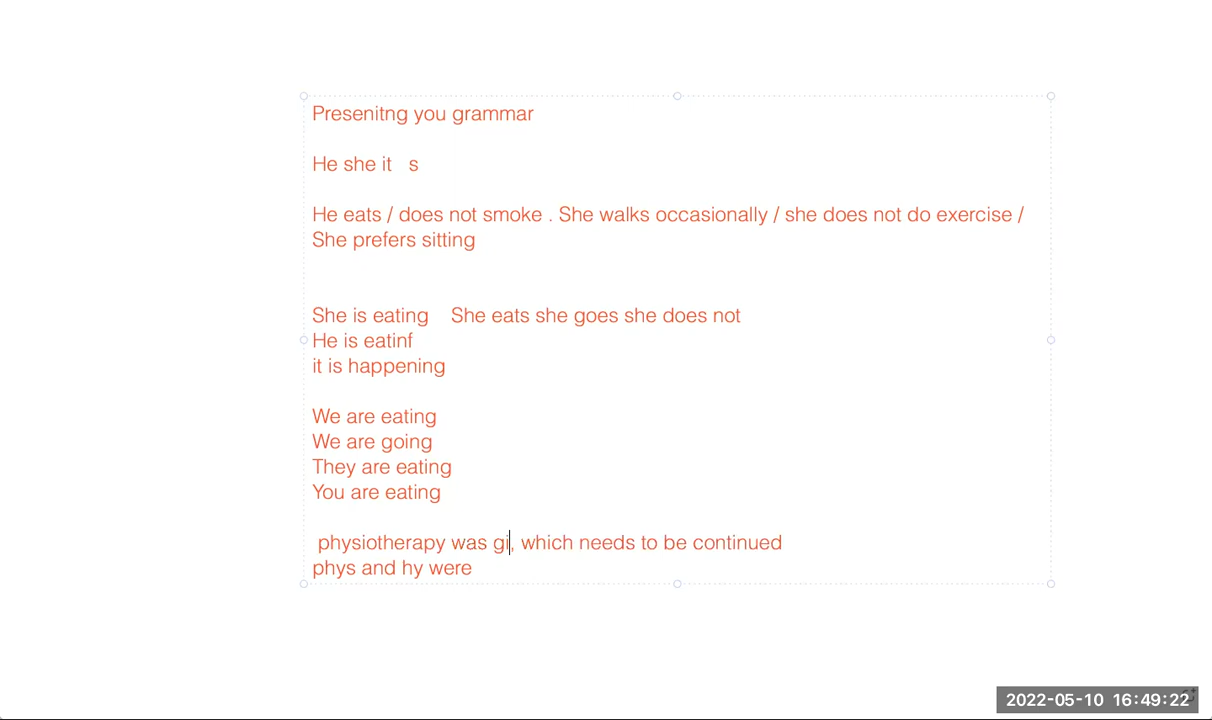 Presenitng you grammar
He she it s
He eats / does not smoke . She walks occasionally / she does not do exercise /
She prefers sitting
She is eating She eats she goes she does not
He is eatinf
it is happening
We are eating
We are going
They are eating
You are eating
physiotherapy was gi, which needs to be continued
phys and hy were
2022-05-10 16:49:22